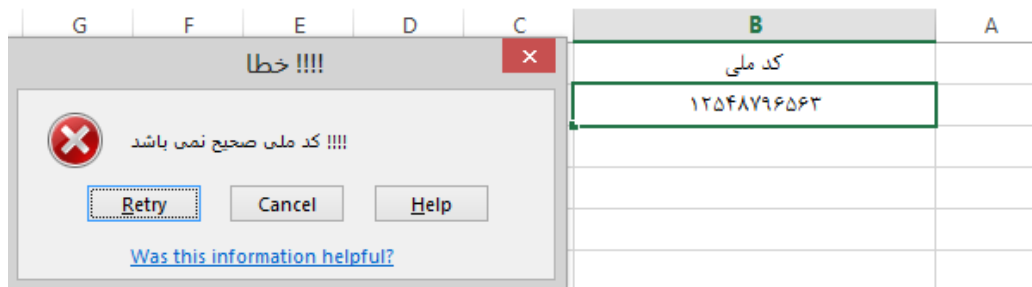 G F E D C B A
!!!! خطا
کد ملی
۱۲۵۴۸۷۹۶۵۶۳
!!!! کد ملی صحیح نمی باشد
Retry Cancel Help
Was this information helpful?